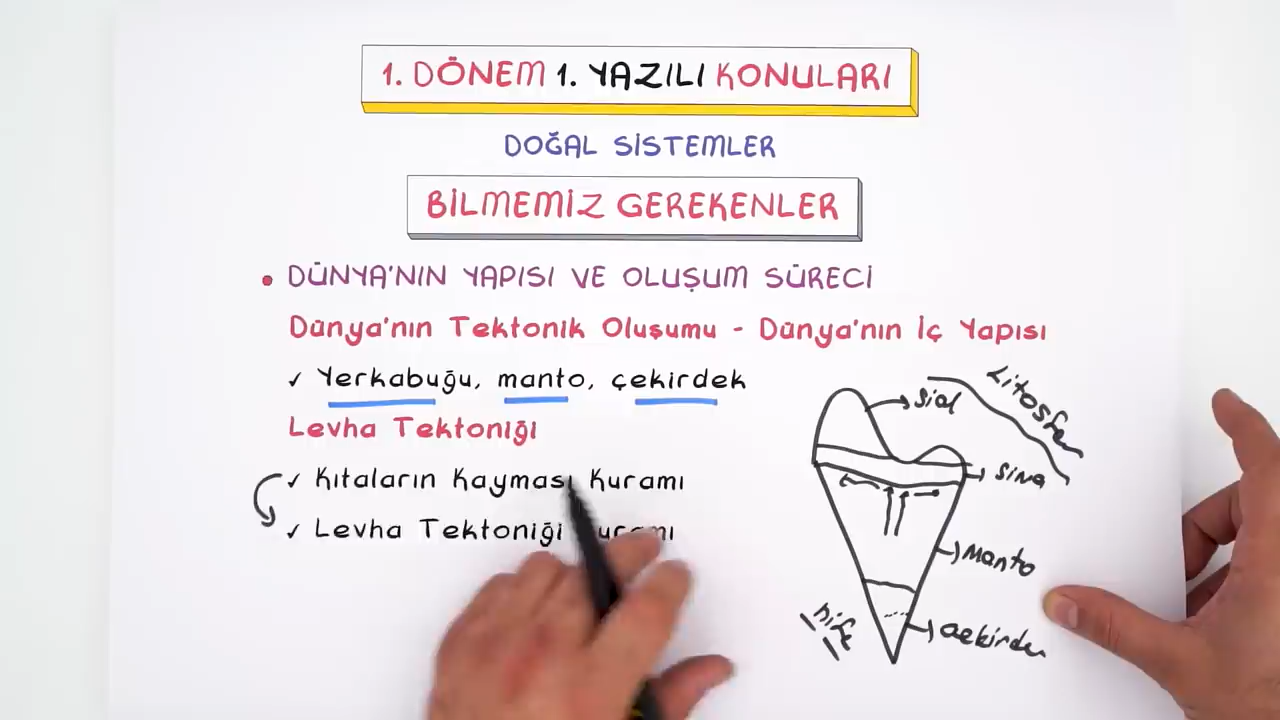 1. DÖNEM 1. YAZILI KONULARI
DOĞAL SİSTEMLER
BİLMEMİZ GEREKENLER
• DÜNYA'NIN YAPISI VE OLUŞUM SÜRECİ
Dünya'nın Tektonik Oluşumu - Dünya'nın İç Yapısı
✓ Yerkabuğu, manto, çekirdek
Levha Tektoniği
✓ Kıtaların Kayması Kuramı
✓ Levha Tektoniği
Sial
Litosfer
Sima
Manto
nife